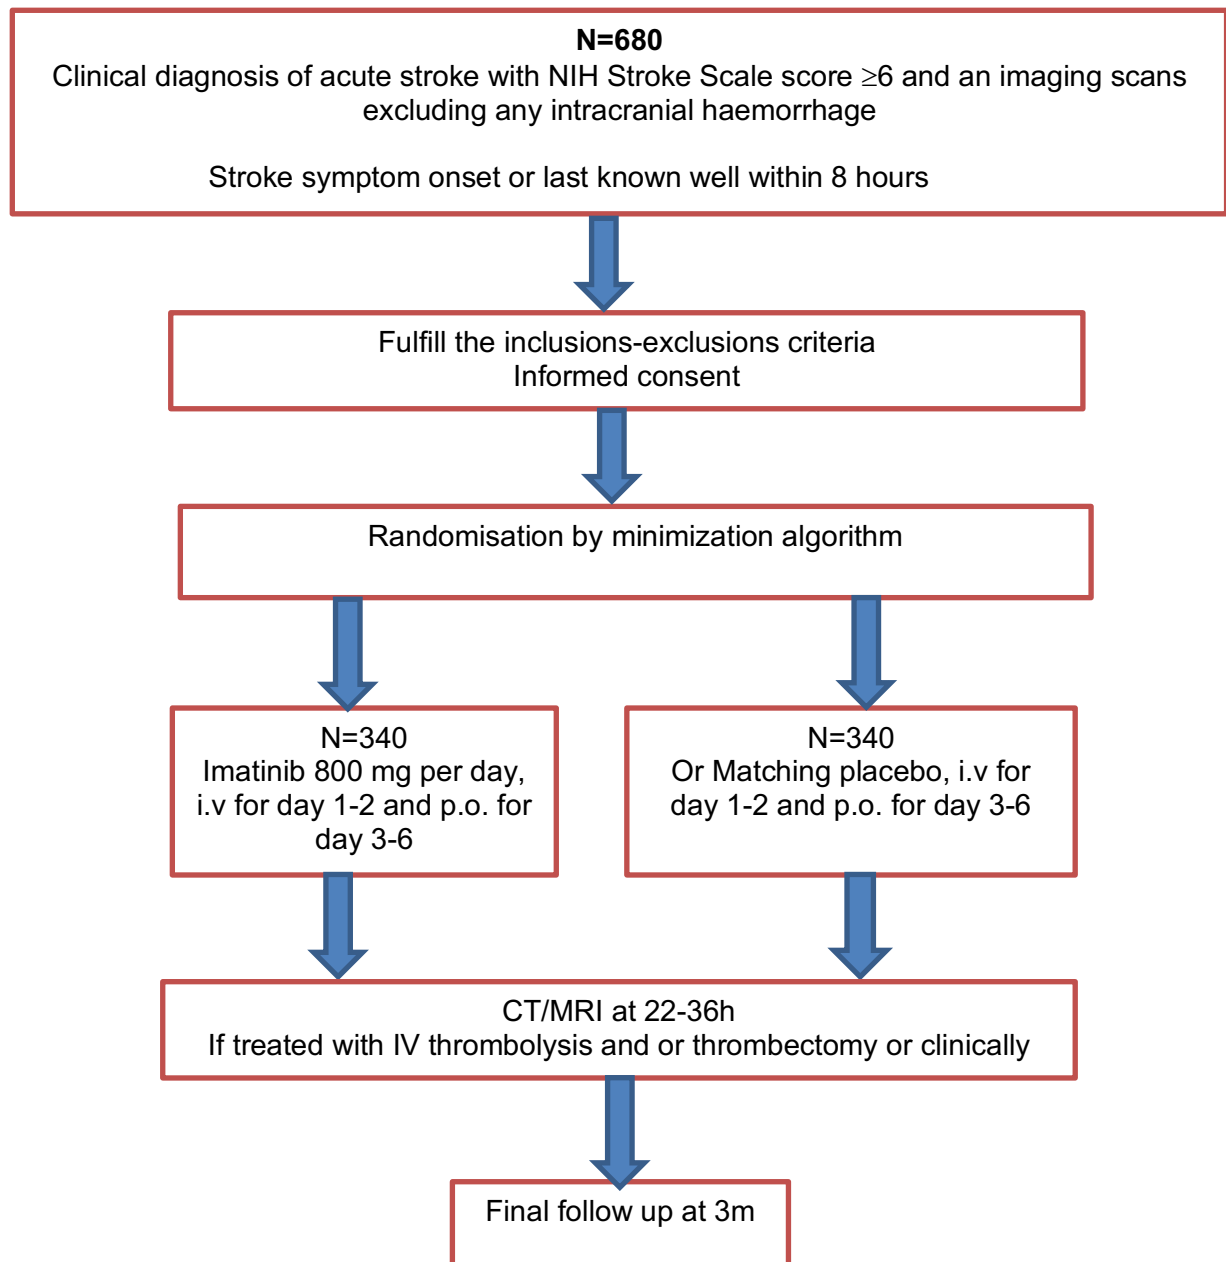 N=680
Clinical diagnosis of acute stroke with NIH Stroke Scale score ≥6 and an imaging scans
excluding any intracranial haemorrhage
Stroke symptom onset or last known well within 8 hours
Fulfill the inclusions-exclusions criteria
Informed consent
Randomisation by minimization algorithm
N=340
Imatinib 800 mg per day,
i.v for day 1-2 and p.o. for
day 3-6
N=340
Or Matching placebo, i.v for
day 1-2 and p.o. for day 3-6
CT/MRI at 22-36h
If treated with IV thrombolysis and or thrombectomy or clinically
Final follow up at 3m